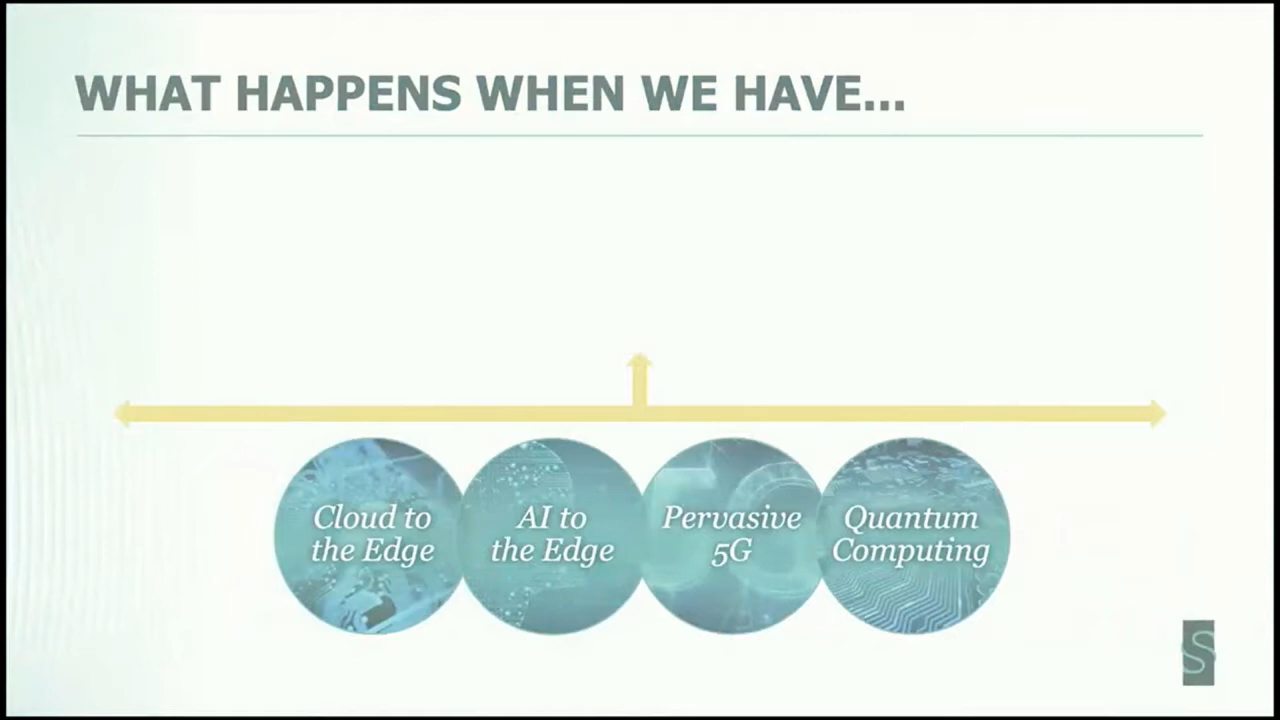 WHAT HAPPENS WHEN WE HAVE...
Cloud to
the Edge
AI to
the Edge
Pervasive
5G
Quantum
Computing
S